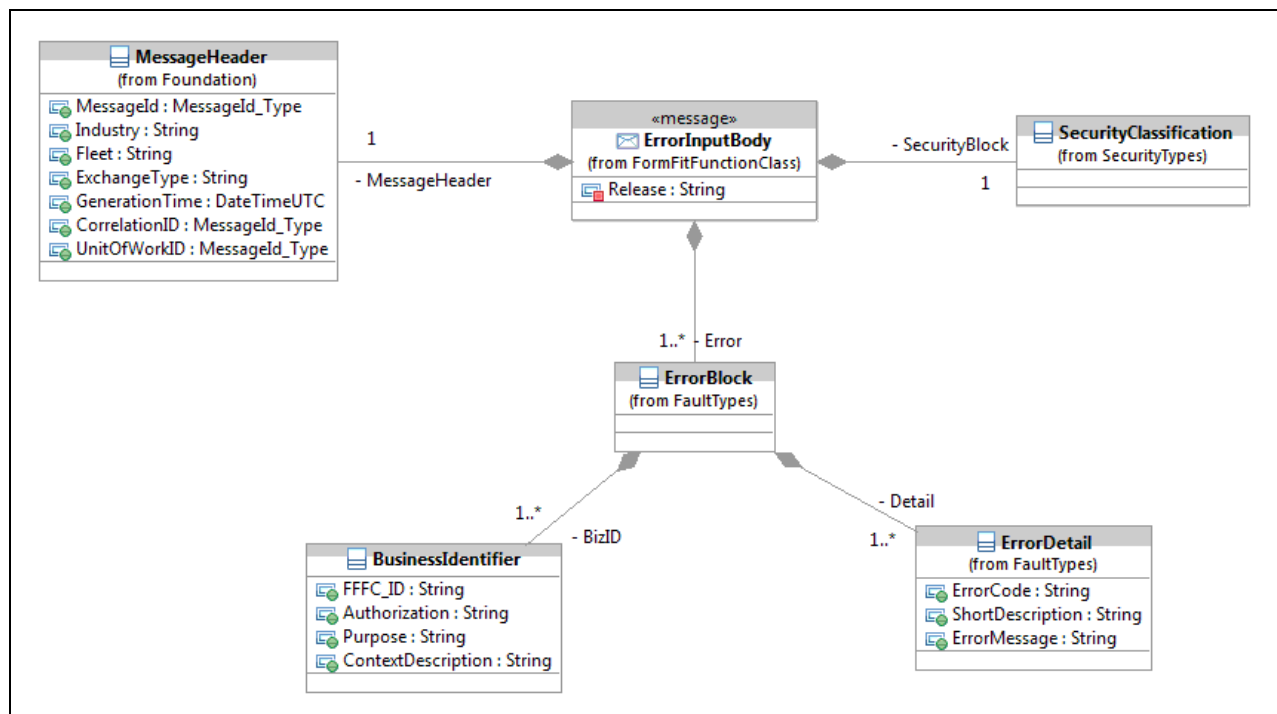 MessageHeader
(from Foundation)
MessageId : MessageId_Type
Industry : String
Fleet : String
ExchangeType : String
GenerationTime : DateTimeUTC
CorrelationID : MessageId_Type
UnitOfWorkID : MessageId_Type
1
- MessageHeader
«message»
ErrorInputBody
(from FormFitFunctionClass)
Release : String
- SecurityBlock
1
SecurityClassification
(from SecurityTypes)
1..* - Error
ErrorBlock
(from FaultTypes)
1..*
- BizID
- Detail
1..*
BusinessIdentifier
FFFC_ID : String
Authorization : String
Purpose : String
ContextDescription : String
ErrorDetail
(from FaultTypes)
ErrorCode : String
ShortDescription : String
ErrorMessage : String